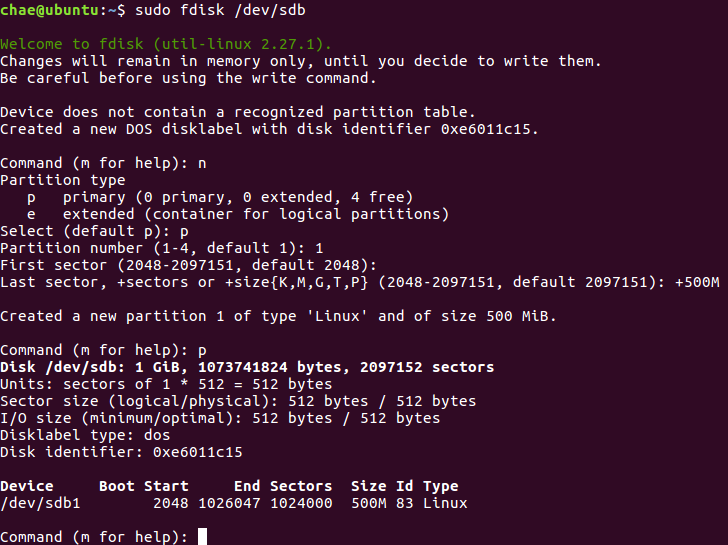 chae@ubuntu:~$ sudo fdisk /dev/sdb
Welcome to fdisk (util-linux 2.27.1).
Changes will remain in memory only, until you decide to write them.
Be careful before using the write command.
Device does not contain a recognized partition table.
Created a new DOS disklabel with disk identifier 0xe6011c15.
Command (m for help): n
Partition type
   p   primary (0 primary, 0 extended, 4 free)
   e   extended (container for logical partitions)
Select (default p): p
Partition number (1-4, default 1): 1
First sector (2048-2097151, default 2048):
Last sector, +sectors or +size{K,M,G,T,P} (2048-2097151, default 2097151): +500M
Created a new partition 1 of type 'Linux' and of size 500 MiB.
Command (m for help): p
Disk /dev/sdb: 1 GiB, 1073741824 bytes, 2097152 sectors
Units: sectors of 1 * 512 = 512 bytes
Sector size (logical/physical): 512 bytes / 512 bytes
I/O size (minimum/optimal): 512 bytes / 512 bytes
Disklabel type: dos
Disk identifier: 0xe6011c15
Device     Boot Start     End Sectors  Size Id Type
/dev/sdb1        2048 1026047 1024000  500M 83 Linux
Command (m for help):